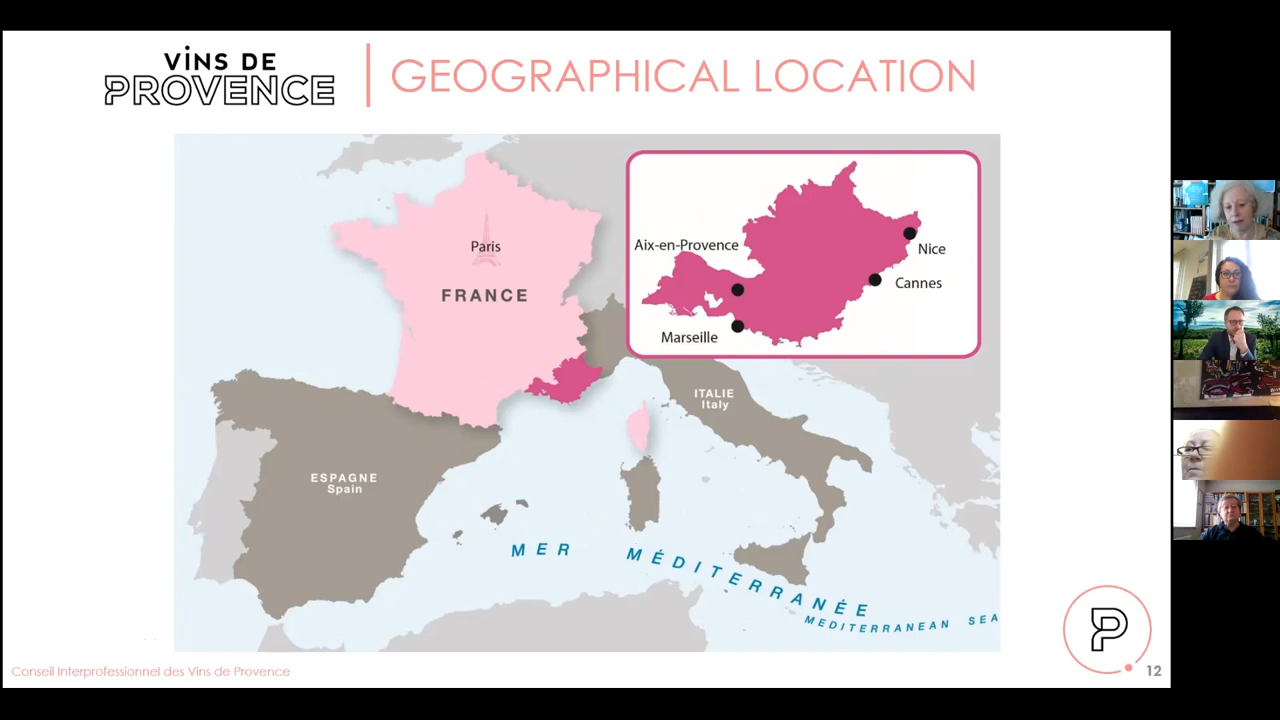 ViNS DE
PROVENCE
GEOGRAPHICAL LOCATION
Paris
FRANCE
Aix-en-Provence
Nice
Cannes
Marseille
ITALIE
Italy
ESPAGNE
Spain
MER MÉDITERRANÉE
MEDITERRANEAN SEA
P
Conseil Interprofessionnel des Vins de Provence
12